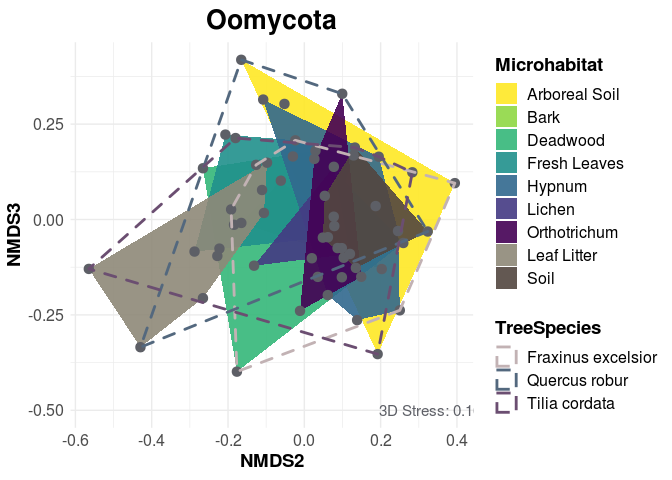 Oomycota
NMDS3
0.25
0.00
-0.25
-0.50
3D Stress: 0.1
-0.6
-0.4
-0.2
0.0
0.2
0.4
NMDS2
Microhabitat
Arboreal Soil
Bark
Deadwood
Fresh Leaves
Hypnum
Lichen
Orthotrichum
Leaf Litter
Soil
TreeSpecies
Fraxinus excelsior
Quercus robur
Tilia cordata